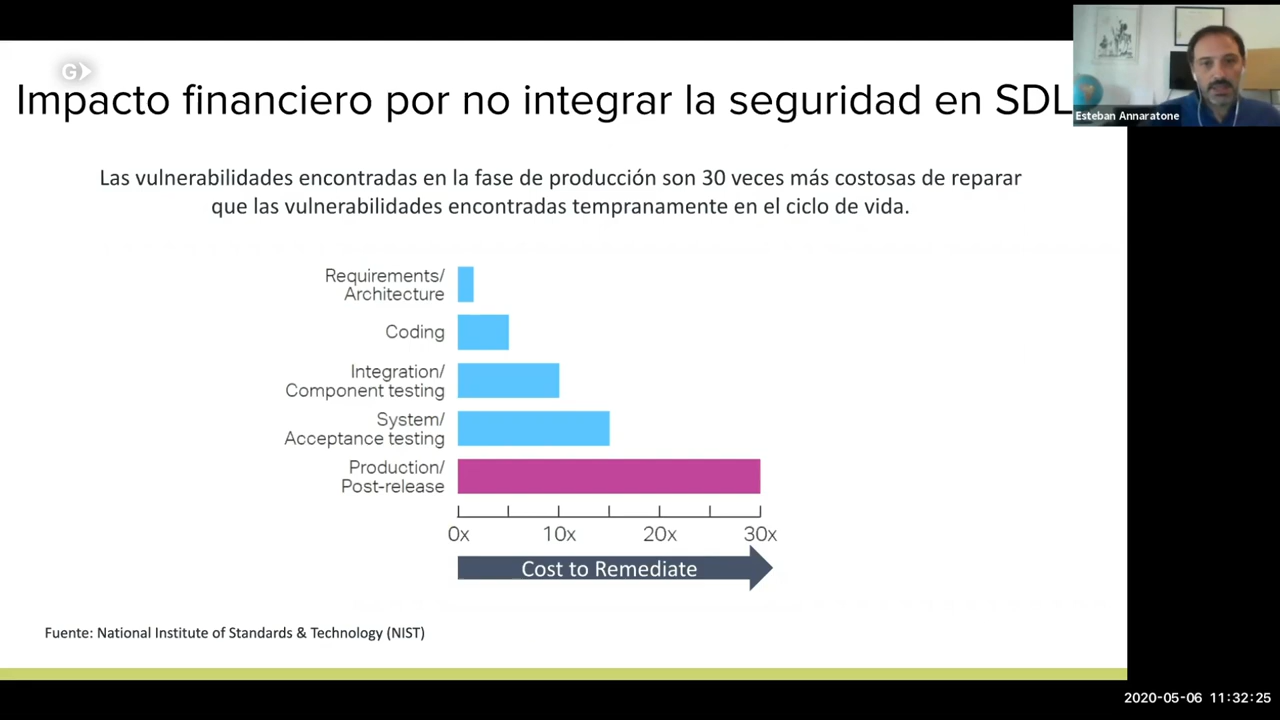 G
Impacto financiero por no integrar la seguridad en SDL
Esteban Annaratone
Las vulnerabilidades encontradas en la fase de producción son 30 veces más costosas de reparar
que las vulnerabilidades encontradas tempranamente en el ciclo de vida.
Requirements/
Architecture
Coding
Integration/
Component testing
System/
Acceptance testing
Production/
Post-release
0x 10x 20x 30x
Cost to Remediate
Fuente: National Institute of Standards & Technology (NIST)
2020-05-06 11:32:25